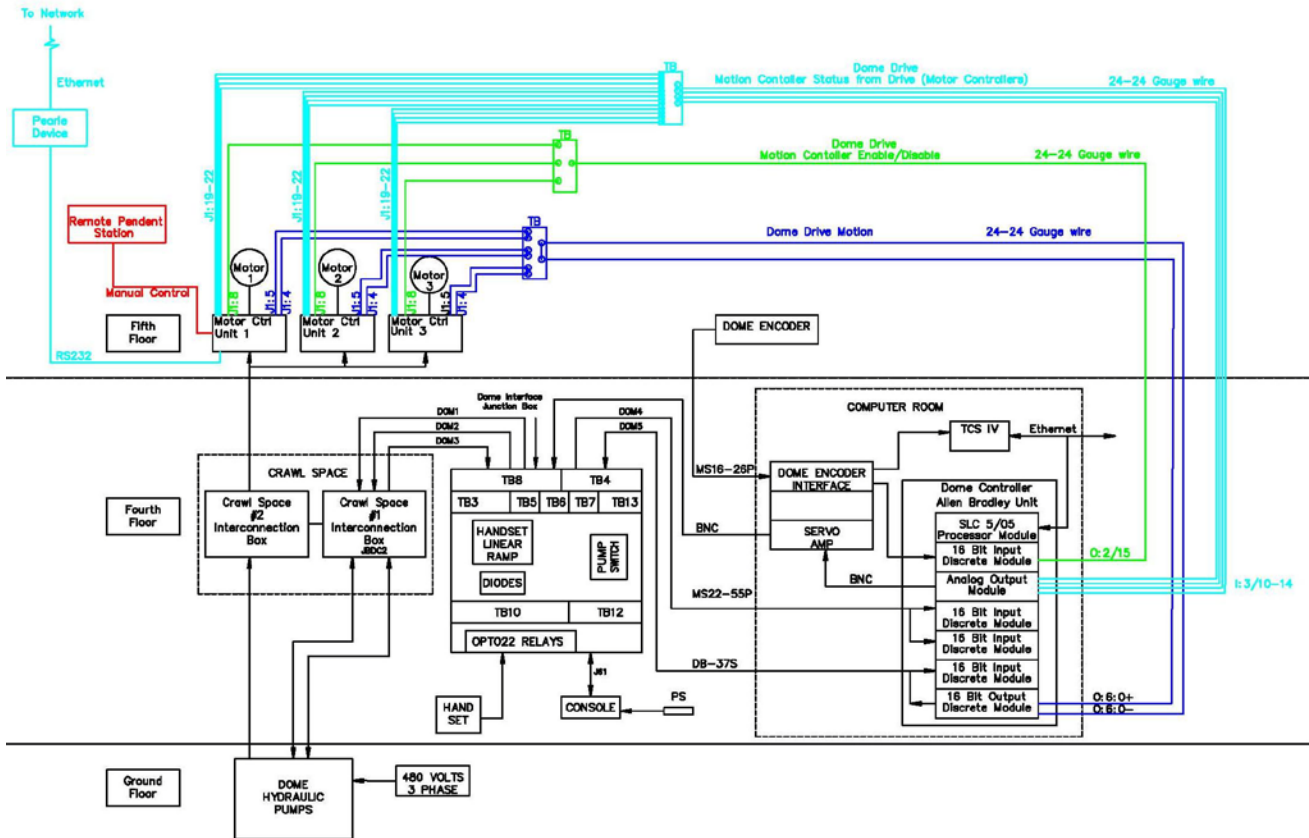 To Network
Ethernet
Pearle
Device
TB
Dome Drive
Motion Contoller Status from Drive (Motor Controllers)
24-24 Gauge wire
TB
Dome Drive
Motion Contoller Enable/Disable
24-24 Gauge wire
J1:19-22
J1:19-22
J1:19-22
Remote Pendent
Station
TB
Dome Drive Motion
24-24 Gauge wire
Motor
1
Motor
2
Motor
3
Manual Control
J1:8
J1:5
J1:4
J1:8
J1:5
J1:4
J1:8
J1:5
J1:4
Fifth
Floor
Motor Ctrl
Unit 1
Motor Ctrl
Unit 2
Motor Ctrl
Unit 3
DOME ENCODER
RS232
Dome Interface
Junction Box
DOM1
DOM2
DOM3
DOM4
DOM5
COMPUTER ROOM
TCS IV
Ethernet
CRAWL SPACE
MS16-26P
DOME ENCODER
INTERFACE
Dome Controller
Allen Bradley Unit
TB8
TB4
TB3
TB5
TB6
TB7
TB13
Fourth
Floor
Crawl Space
#2
Interconnection
Box
Crawl Space
#1
Interconnection
Box
JBDC2
HANDSET
LINEAR
RAMP
PUMP
SWITCH
DIODES
BNC
SERVO
AMP
SLC 5/05
Processor Module
16 Bit Input
Discrete Module
O:2/15
BNC
Analog Output
Module
I:3/10-14
MS22-55P
TB10
TB12
16 Bit Input
Discrete Module
16 Bit Input
Discrete Module
OPTO22 RELAYS
J61
DB-37S
16 Bit Input
Discrete Module
16 Bit Output
Discrete Module
O:6:0+
O:6:0-
HAND
SET
CONSOLE
PS
Ground
Floor
DOME
HYDRAULIC
PUMPS
480 VOLTS
3 PHASE